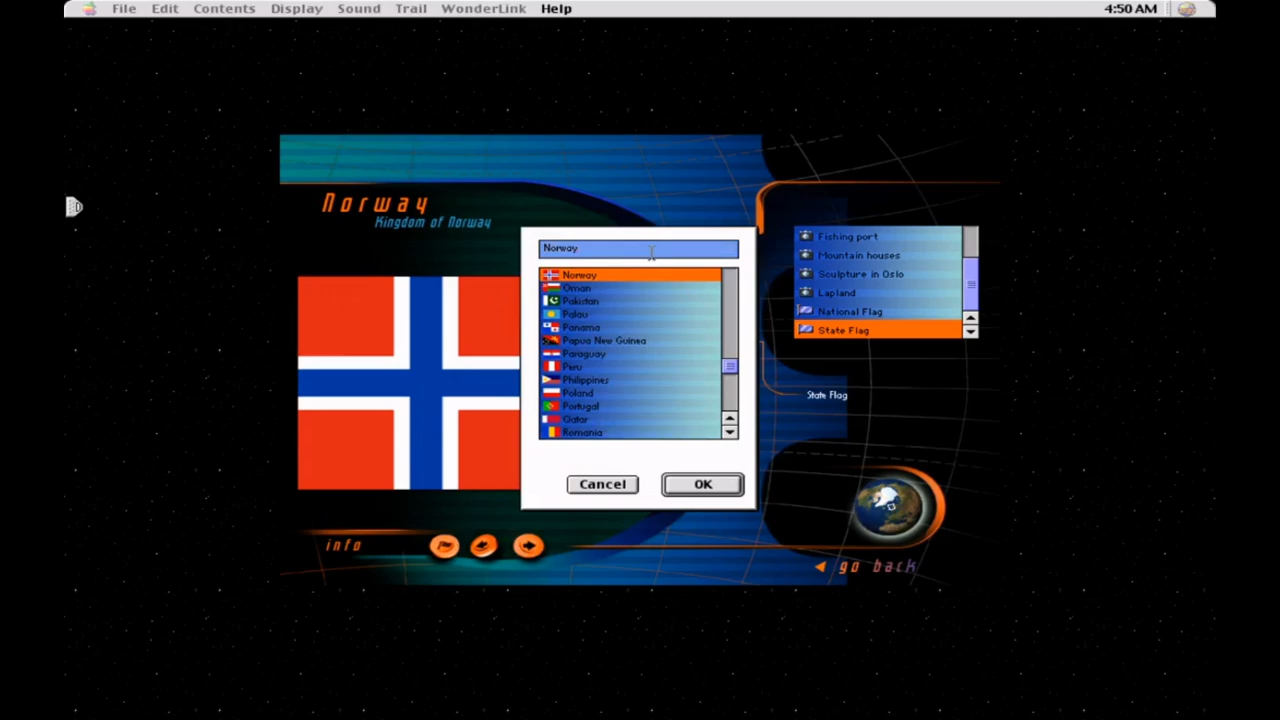 File Edit Contents Display Sound Trail WonderLink Help 4:50 AM
Norway
Kingdom of Norway
Norway
Norway
Oman
Pakistan
Palau
Panama
Papua New Guinea
Paraguay
Peru
Philippines
Poland
Portugal
Qatar
Romania
Cancel OK
Fishing port
Mountain houses
Sculpture in Oslo
Lapland
National Flag
State Flag
State Flag
info
go back